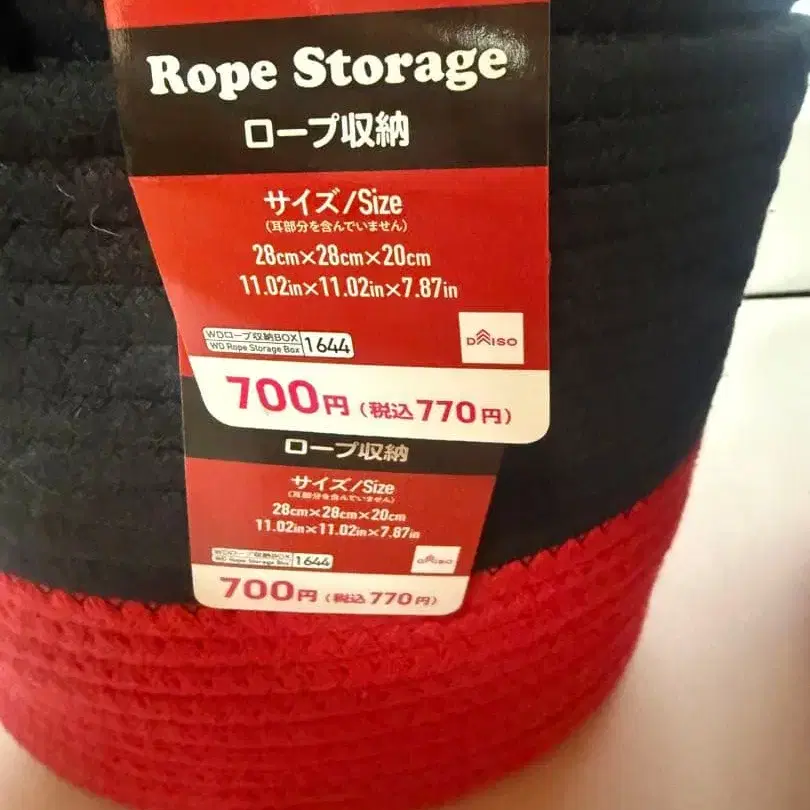 Rope Storage
ロープ収納
サイズ/Size
(耳部分を含んでいません)
28cm×28cm×20cm
11.02in×11.02in×7.87in
WDロープ収納BOX
WD Rope Storage Box
1644
DAISO
700円(税込770円)
ロープ収納
サイズ/Size
(耳部分を含んでいません)
28cm×28cm×20cm
11.02in×11.02in×7.87in
WDロープ収納BOX
WD Rope Storage Box
1644
DAISO
700円(税込770円)